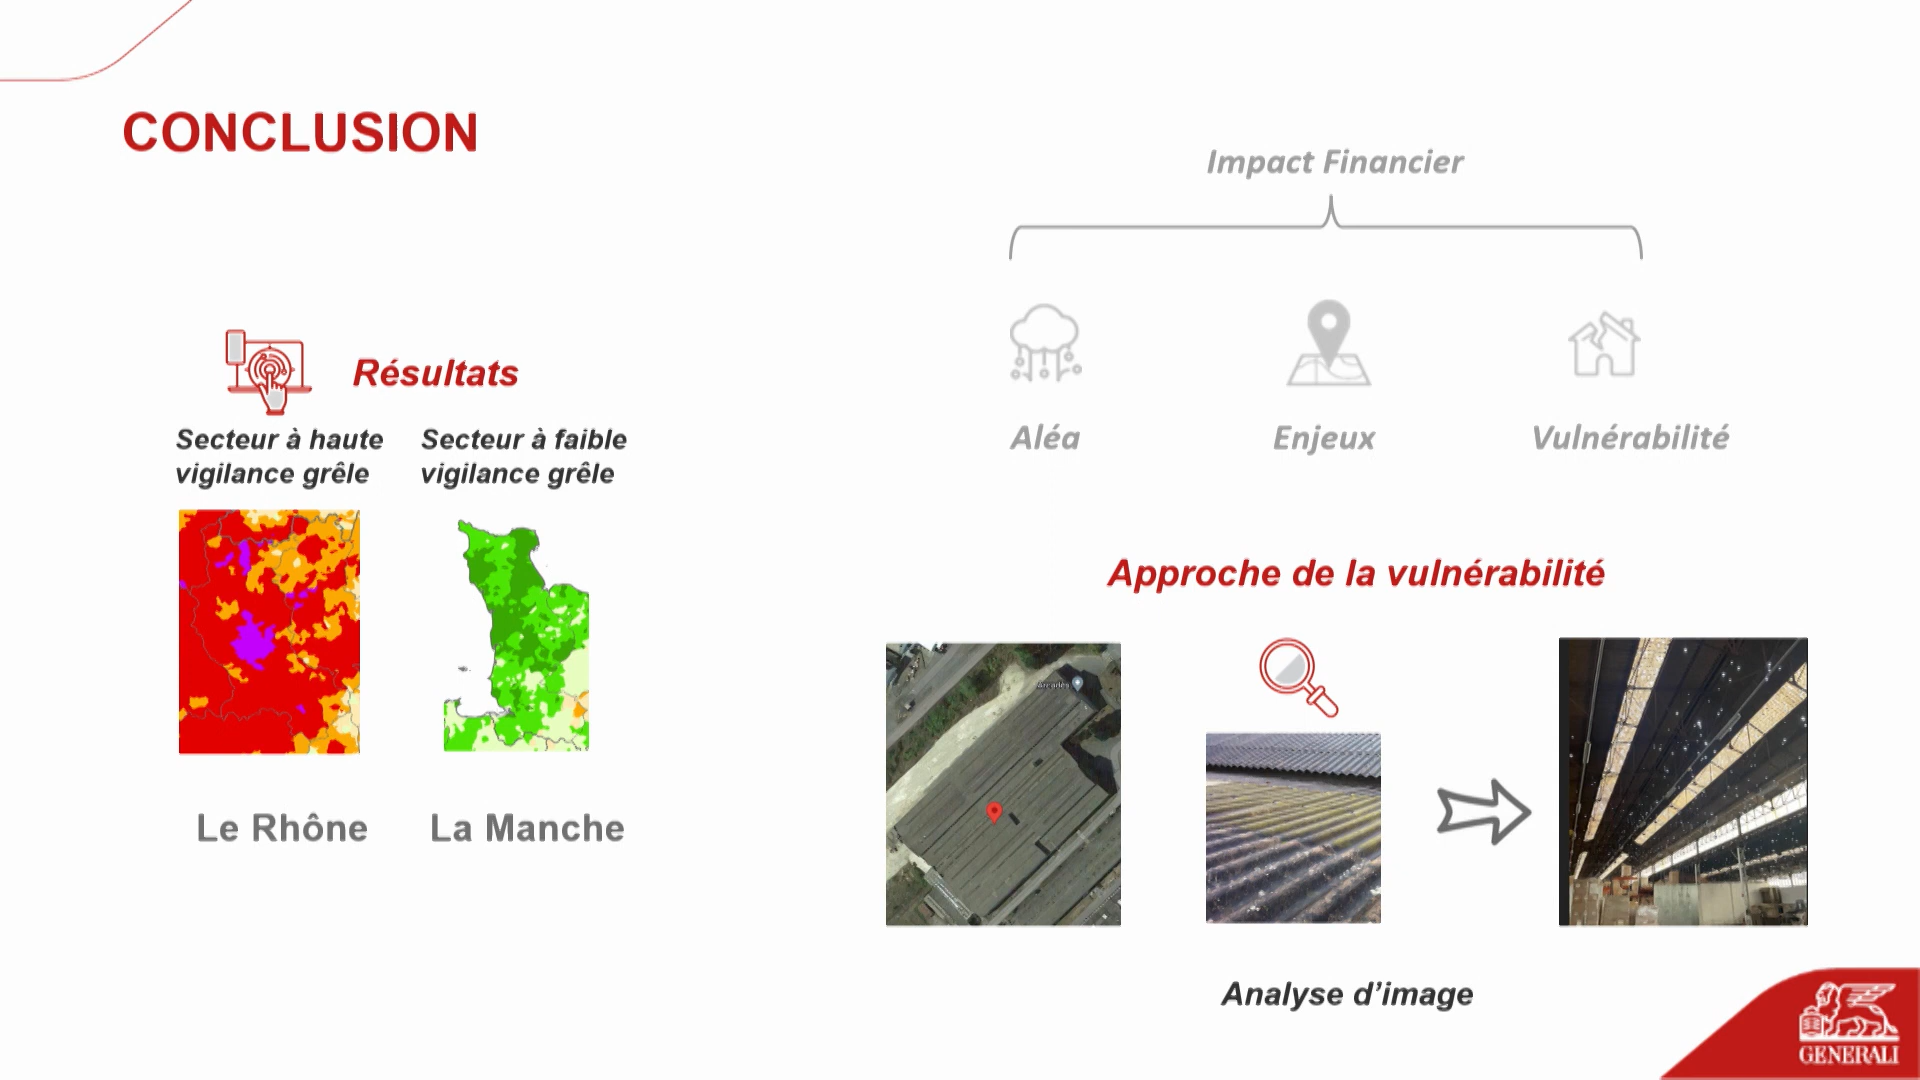 CONCLUSION
Impact Financier
Résultats
Secteur à haute
vigilance grêle
Secteur à faible
vigilance grêle
Aléa
Enjeux
Vulnérabilité
Approche de la vulnérabilité
Le Rhône
La Manche
Analyse d’image
GENERALI